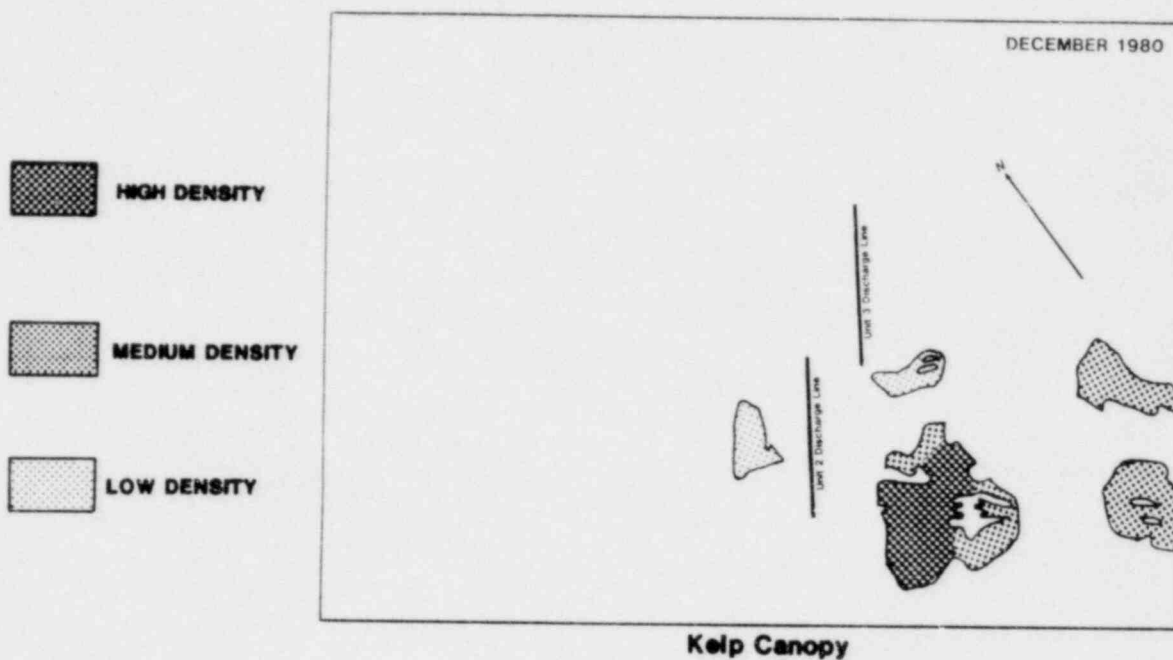 DECEMBER 1980
N
HIGH DENSITY
MEDIUM DENSITY
LOW DENSITY
Unit 3 Discharge Line
Unit 2 Discharge Line
Kelp Canopy